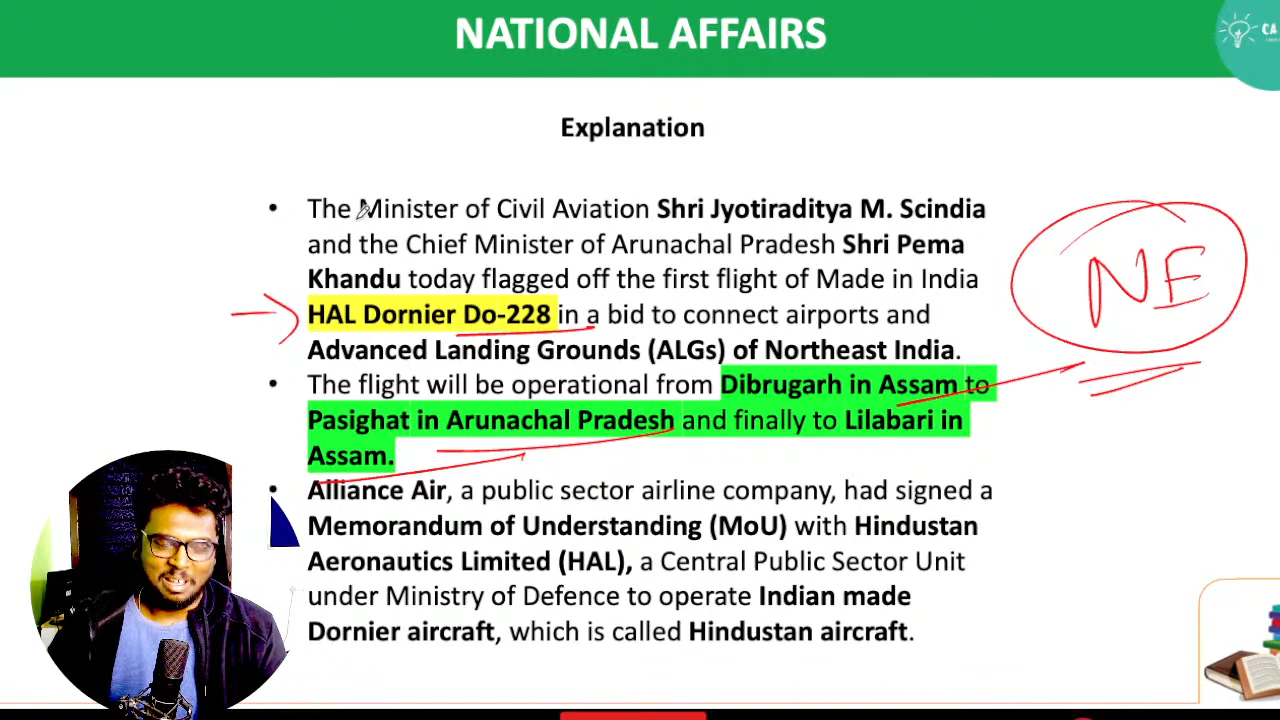 NATIONAL AFFAIRS
CA
Explanation
• The Minister of Civil Aviation Shri Jyotiraditya M. Scindia
and the Chief Minister of Arunachal Pradesh Shri Pema
Khandu today flagged off the first flight of Made in India
HAL Dornier Do-228 in a bid to connect airports and
Advanced Landing Grounds (ALGs) of Northeast India.
NE
• The flight will be operational from Dibrugarh in Assam to
Pasighat in Arunachal Pradesh and finally to Lilabari in
Assam.
• Alliance Air, a public sector airline company, had signed a
Memorandum of Understanding (MoU) with Hindustan
Aeronautics Limited (HAL), a Central Public Sector Unit
under Ministry of Defence to operate Indian made
Dornier aircraft, which is called Hindustan aircraft.